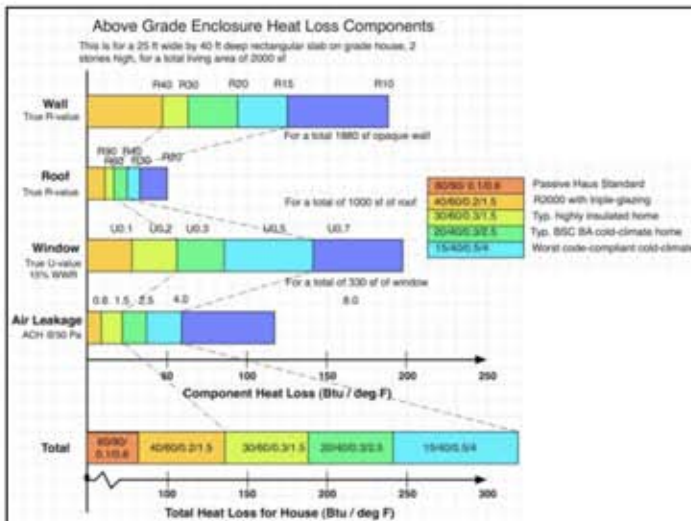 Above Grade Enclosure Heat Loss Components
This is for a 25 ft wide by 40 ft deep rectangular slab on grade house, 2
stories high, for a total living area of 2000 sf
R40 R30 R20 R15 R10
Wall
True R-value
For a total 1880 sf opaque wall
R90 R40
R60
Roof
True R-value
For a total of 1000 sf of roof
U0.1 U0.2 U0.3 U0.5 U0.7
Window
True U-value
15% WWR
For a total of 330 sf of window
0.6 1.5 2.5 4.0 8.0
Air Leakage
ACH @50 Pa
50 100 150 200 250
Component Heat Loss (Btu / deg F)
Total
60/90/
0.1/0.6
40/60/0.2/1.5
30/60/0.3/1.5
20/40/0.3/2.5
15/40/0.5/4
100 150 200 250 300
Total Heat Loss for House (Btu / deg F)
Passive Haus Standard
40/60/0.2/1.5 R2000 with triple-glazing
30/60/0.3/1.5 Typ. highly insulated home
20/40/0.3/2.5 Typ. BSC BA cold-climate home
15/40/0.5/4 Worst code-compliant cold-climate